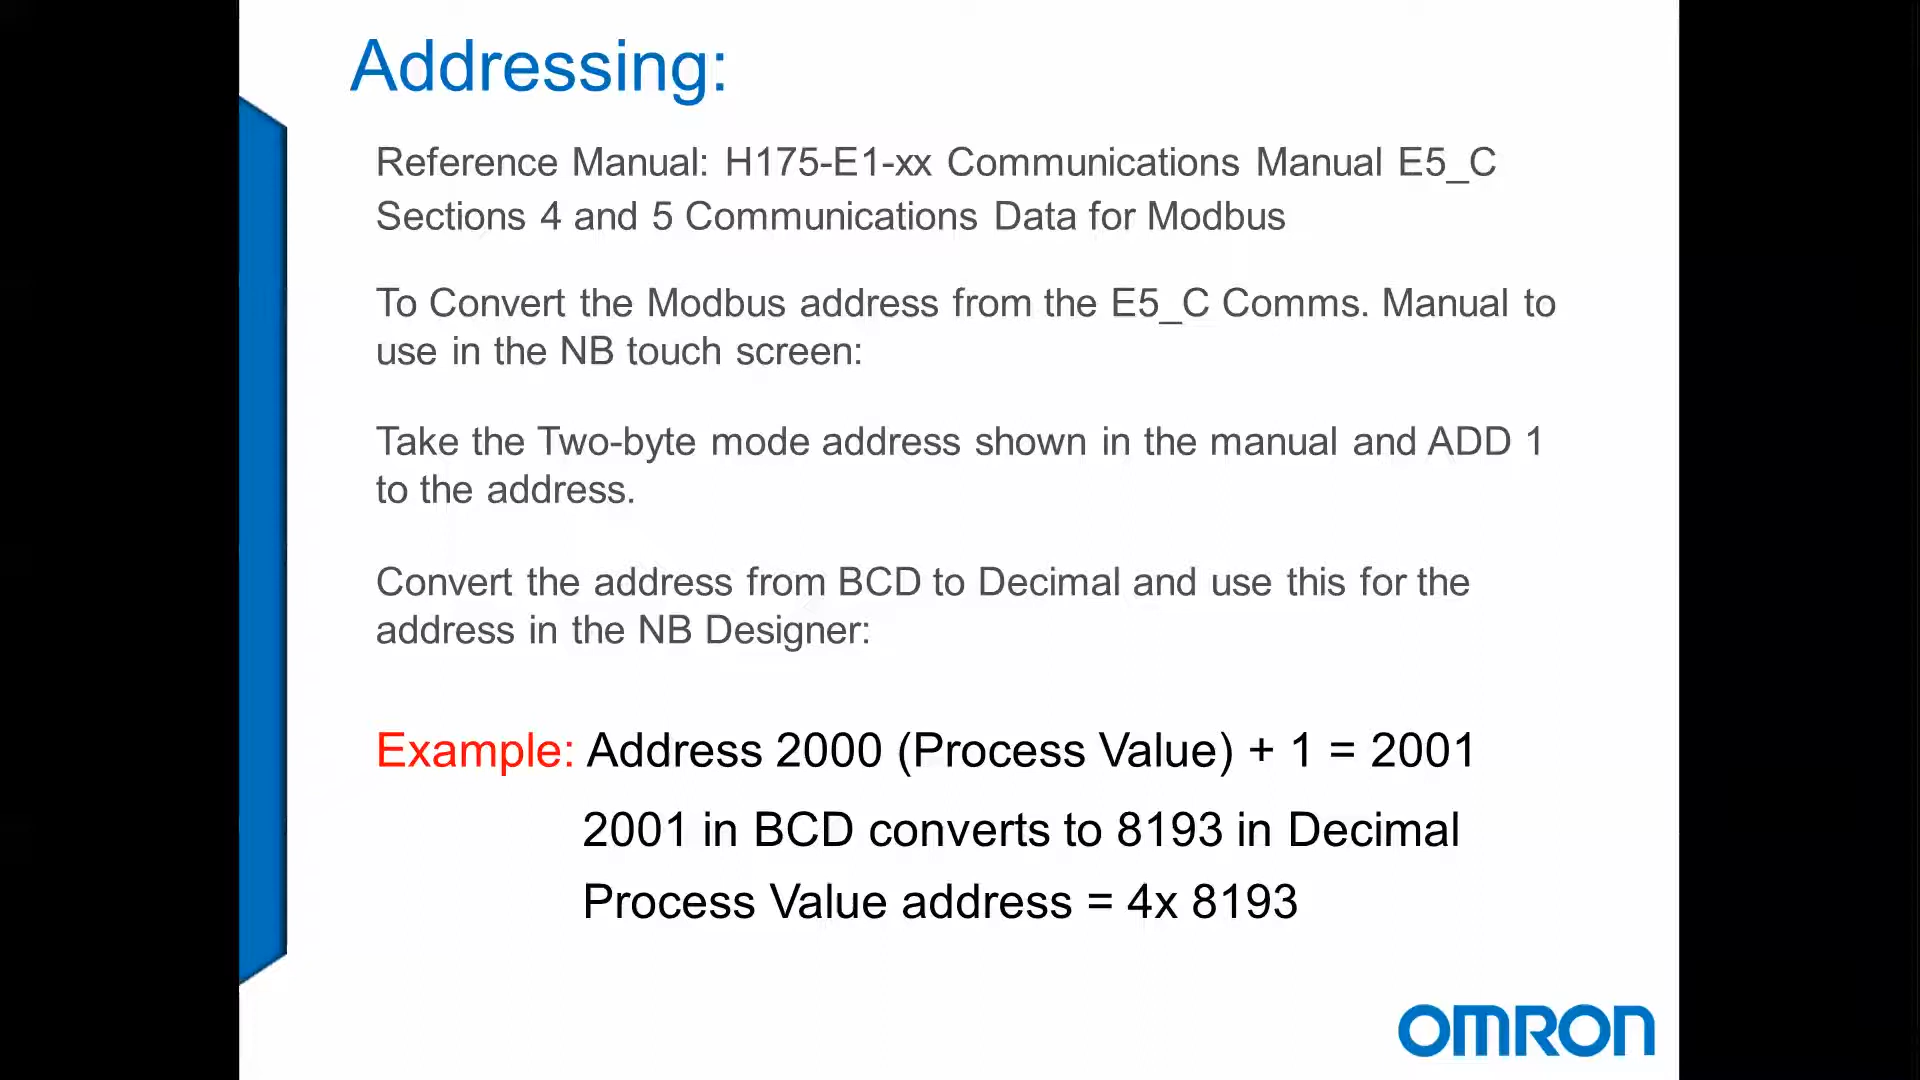 Addressing:
Reference Manual: H175-E1-xx Communications Manual E5_C
Sections 4 and 5 Communications Data for Modbus
To Convert the Modbus address from the E5_C Comms. Manual to
use in the NB touch screen:
Take the Two-byte mode address shown in the manual and ADD 1
to the address.
Convert the address from BCD to Decimal and use this for the
address in the NB Designer:
Example: Address 2000 (Process Value) + 1 = 2001
2001 in BCD converts to 8193 in Decimal
Process Value address = 4x 8193
OMRON